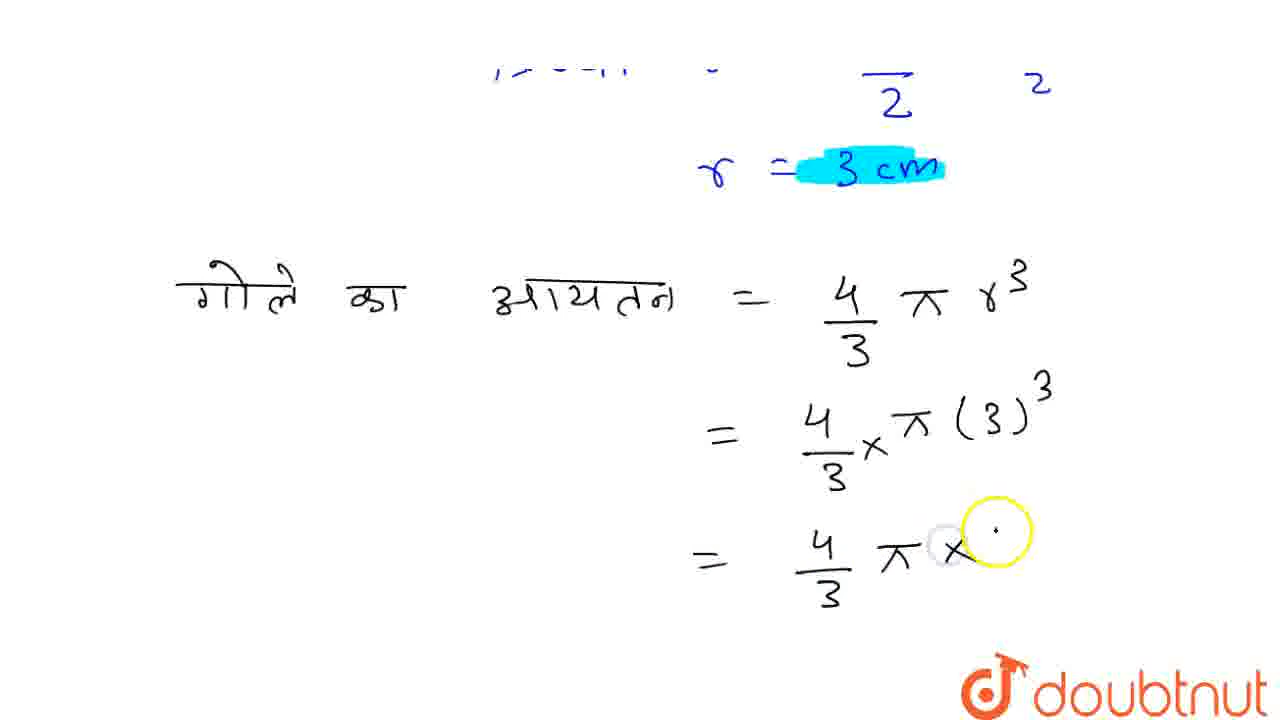 2 2
r = 3 cm
गोले का आयतन = 4/3 π r³
= 4/3 × π (3)³
= 4/3 π ×
doubtnut